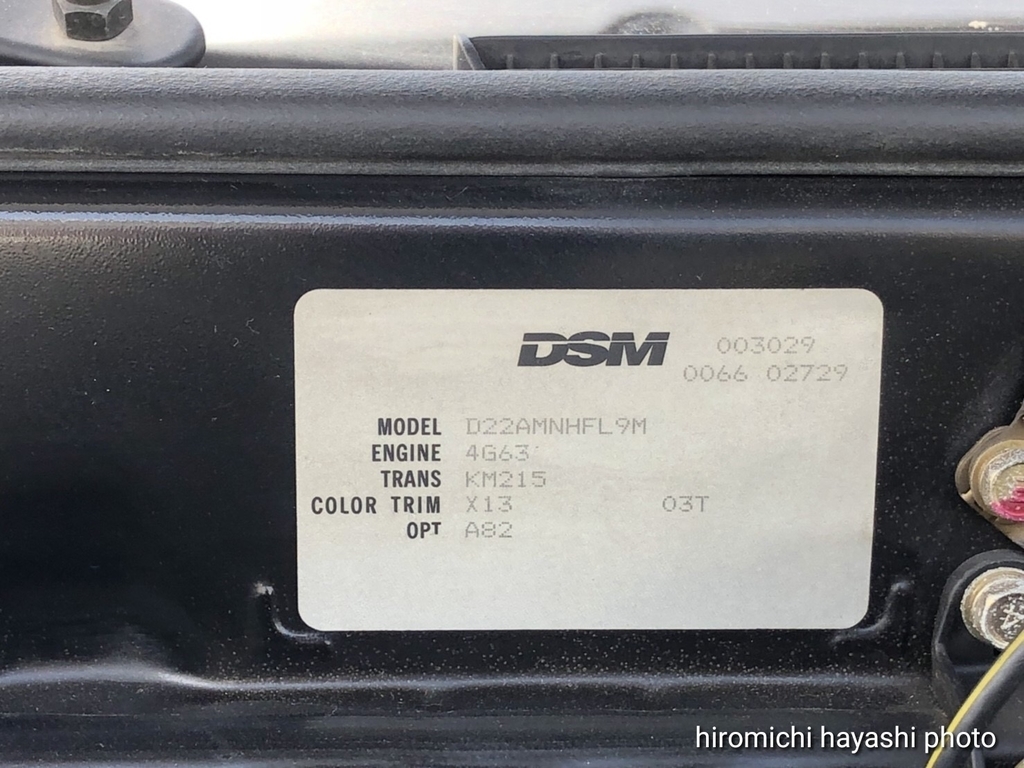 DSM 003029
0066 02729
MODEL D22AMNHFL9M
ENGINE 4G63
TRANS KM215
COLOR TRIM X13 03T
OPT A82
hiromichi hayashi photo